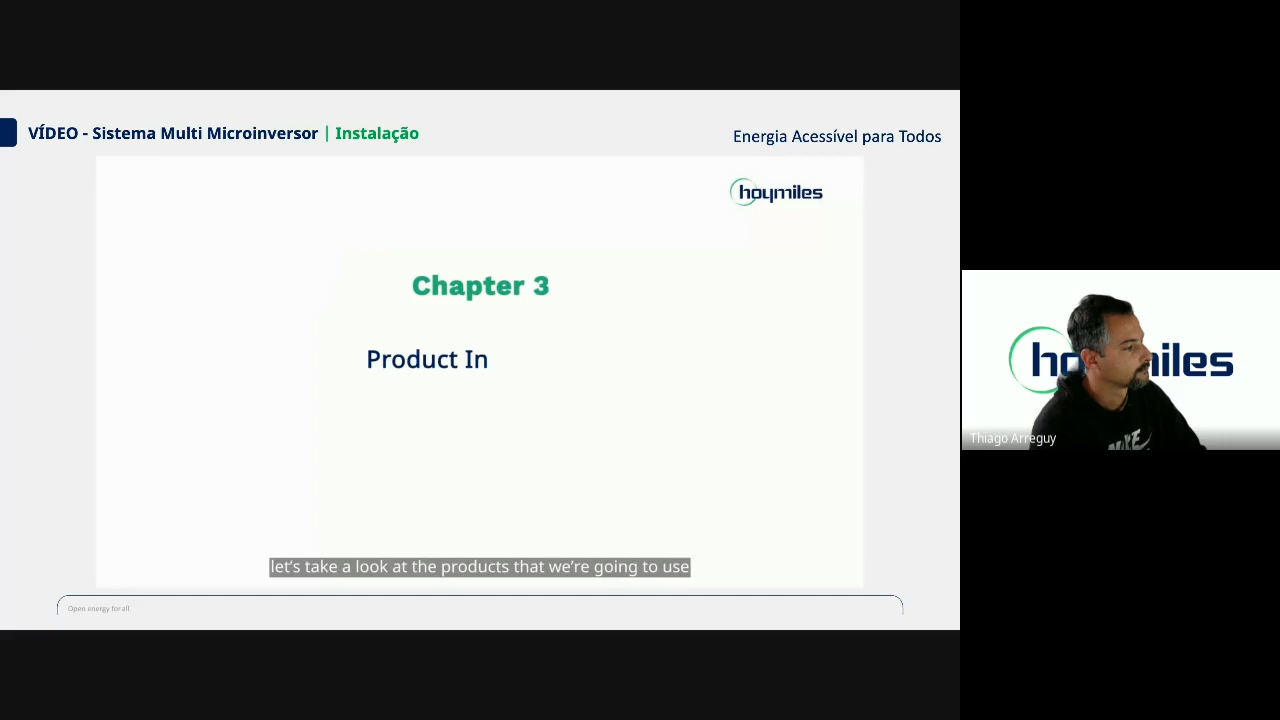 VÍDEO - Sistema Multi Microinversor | Instalação
Energia Acessível para Todos
hoymiles
Chapter 3
Product In
let's take a look at the products that we're going to use
Open energy for all
Thiago Arreguy